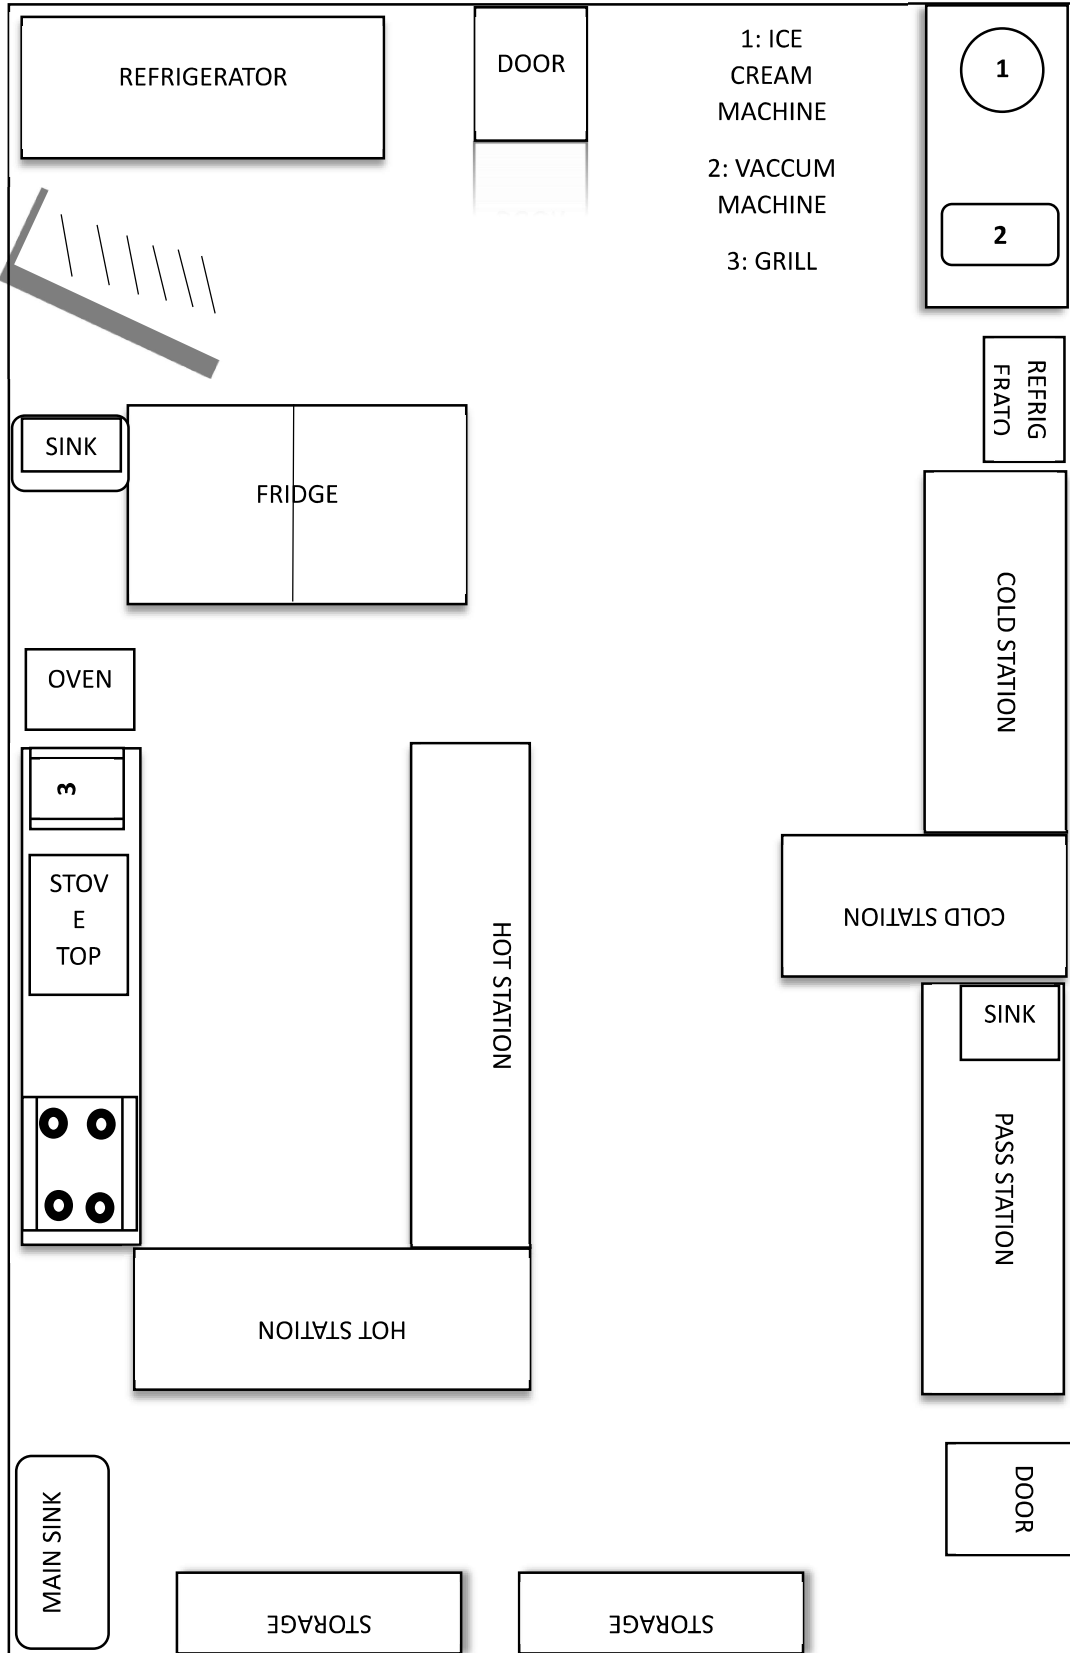 REFRIGERATOR
DOOR
1: ICE
CREAM
MACHINE
2: VACCUM
MACHINE
3: GRILL
1
2
REFRIG
ERATO
SINK
FRIDGE
COLD STATION
OVEN
3
STOV
E
TOP
HOT STATION
COLD STATION
SINK
PASS STATION
HOT STATION
MAIN SINK
DOOR
STORAGE
STORAGE